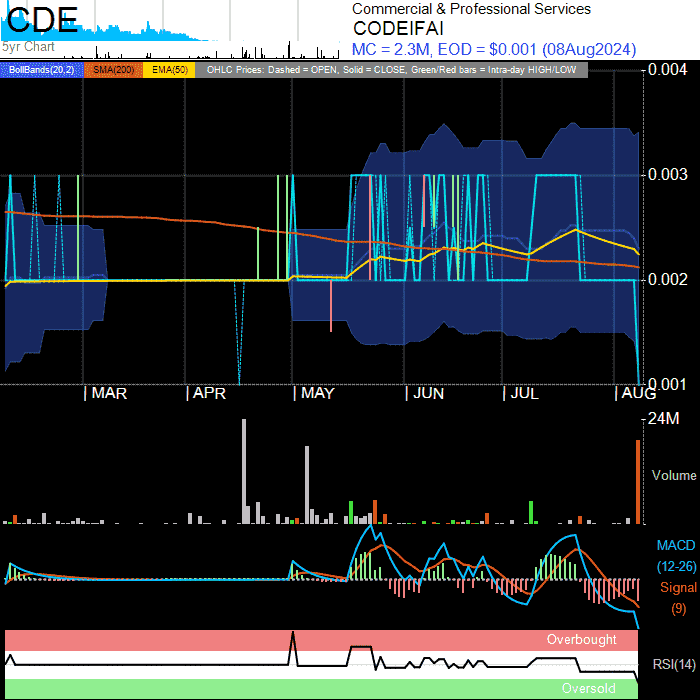 CDE
5yr Chart
Commercial & Professional Services
CODEIFAI
MC = 2.3M, EOD = $0.001 (08Aug2024)
BollBands(20,2) SMA(200) EMA(50) OHLC Prices: Dashed = OPEN, Solid = CLOSE, Green/Red bars = Intra-day HIGH/LOW
0.004
0.003
0.002
0.001
| MAR | APR | MAY | JUN | JUL | AUG
24M
Volume
MACD
(12-26)
Signal
(9)
Overbought
RSI(14)
Oversold